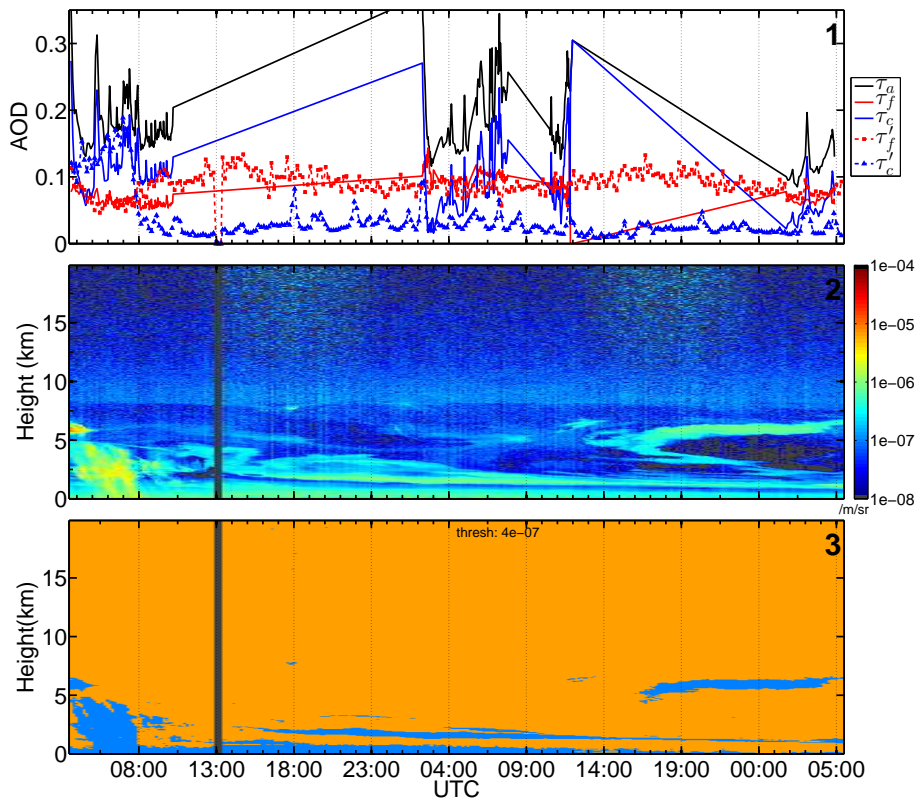 1
0.3
0.2
0.1
0
AOD
τa
τf
τc
τ'f
τ'c
2
15
10
5
0
Height (km)
1e−04
1e−05
1e−06
1e−07
1e−08
/m/sr
thresh: 4e−07
3
15
10
5
0
Height(km)
08:00 13:00 18:00 23:00 04:00 09:00 14:00 19:00 00:00 05:00
UTC